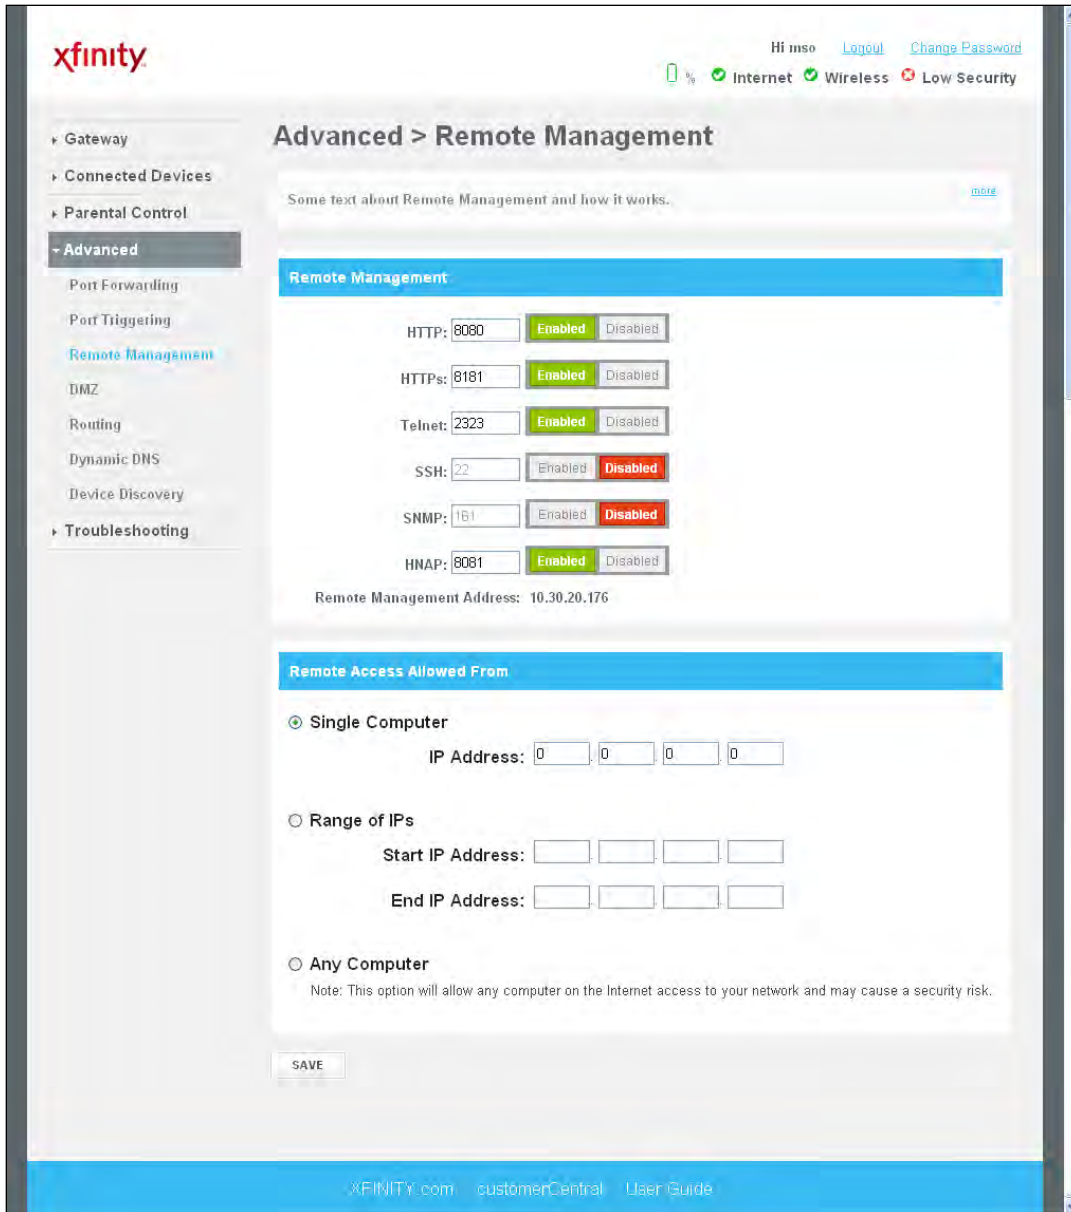 xfinity
Hi mso Logout Change Password
% Internet Wireless Low Security
Gateway
Connected Devices
Parental Control
Advanced
Port Forwarding
Port Triggering
Remote Management
DMZ
Routing
Dynamic DNS
Device Discovery
Troubleshooting
Advanced > Remote Management
Some text about Remote Management and how it works. more
Remote Management
HTTP: 8080 Enabled Disabled
HTTPs: 8181 Enabled Disabled
Telnet: 2323 Enabled Disabled
SSH: 22 Enabled Disabled
SNMP: 161 Enabled Disabled
HNAP: 8081 Enabled Disabled
Remote Management Address: 10.30.20.176
Remote Access Allowed From
Single Computer
IP Address: 0 . 0 . 0 . 0
Range of IPs
Start IP Address: . . .
End IP Address: . . .
Any Computer
Note: This option will allow any computer on the Internet access to your network and may cause a security risk.
SAVE
XFINITY.com customerCentral User Guide